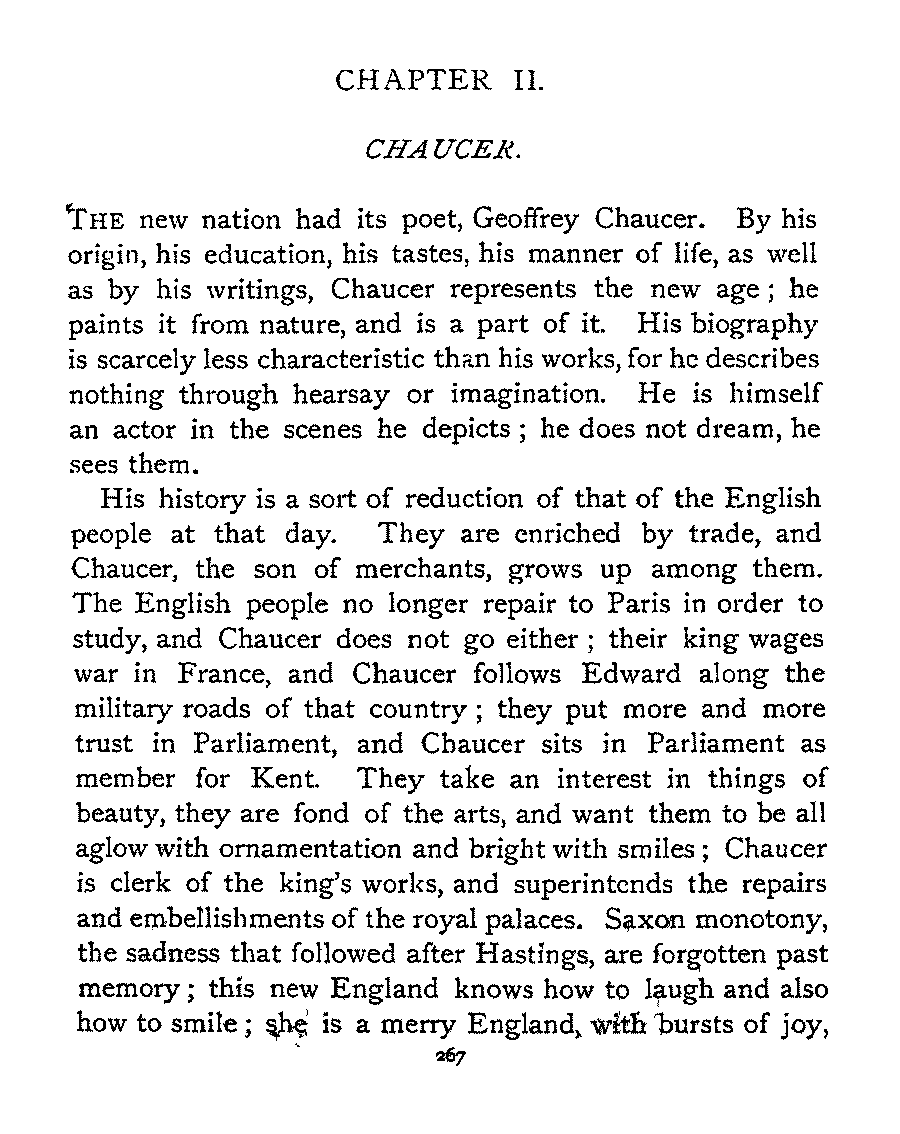 CHAPTER II.
CHAUCER.
THE new nation had its poet, Geoffrey Chaucer. By his
origin, his education, his tastes, his manner of life, as well
as by his writings, Chaucer represents the new age ; he
paints it from nature, and is a part of it. His biography
is scarcely less characteristic than his works, for he describes
nothing through hearsay or imagination. He is himself
an actor in the scenes he depicts ; he does not dream, he
sees them.
His history is a sort of reduction of that of the English
people at that day. They are enriched by trade, and
Chaucer, the son of merchants, grows up among them.
The English people no longer repair to Paris in order to
study, and Chaucer does not go either ; their king wages
war in France, and Chaucer follows Edward along the
military roads of that country ; they put more and more
trust in Parliament, and Chaucer sits in Parliament as
member for Kent. They take an interest in things of
beauty, they are fond of the arts, and want them to be all
aglow with ornamentation and bright with smiles ; Chaucer
is clerk of the king's works, and superintends the repairs
and embellishments of the royal palaces. Saxon monotony,
the sadness that followed after Hastings, are forgotten past
memory ; this new England knows how to laugh and also
how to smile ; she is a merry England, with bursts of joy,
267